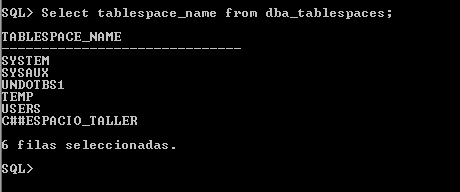 SQL> Select tablespace_name from dba_tablespaces;
TABLESPACE_NAME
------------------------------
SYSTEM
SYSAUX
UNDOTBS1
TEMP
USERS
C##ESPACIO_TALLER
6 filas seleccionadas.
SQL>